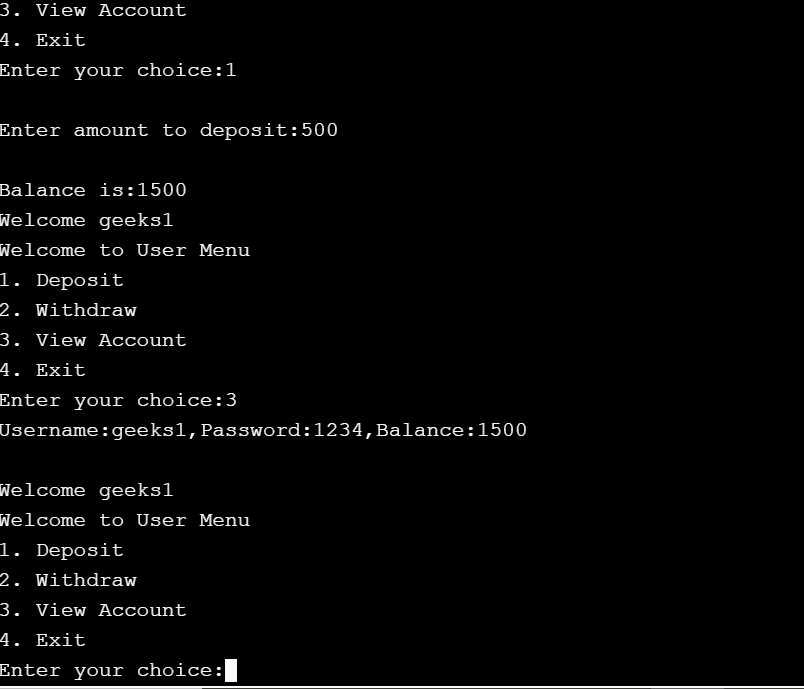 3. View Account
4. Exit
Enter your choice:1
Enter amount to deposit:500
Balance is:1500
Welcome geeks1
Welcome to User Menu
1. Deposit
2. Withdraw
3. View Account
4. Exit
Enter your choice:3
Username:geeks1,Password:1234,Balance:1500
Welcome geeks1
Welcome to User Menu
1. Deposit
2. Withdraw
3. View Account
4. Exit
Enter your choice: